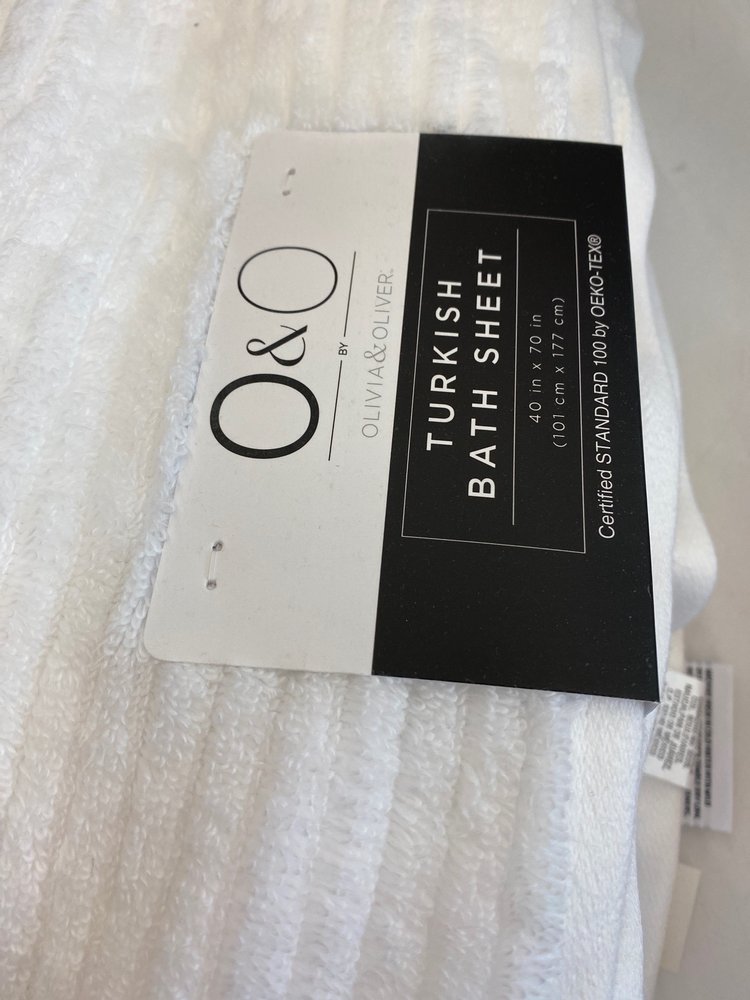 O&O
BY
OLIVIA&OLIVER.
TURKISH
BATH SHEET
40 in x 70 in
(101 cm x 177 cm)
Certified STANDARD 100 by OEKO-TEX®